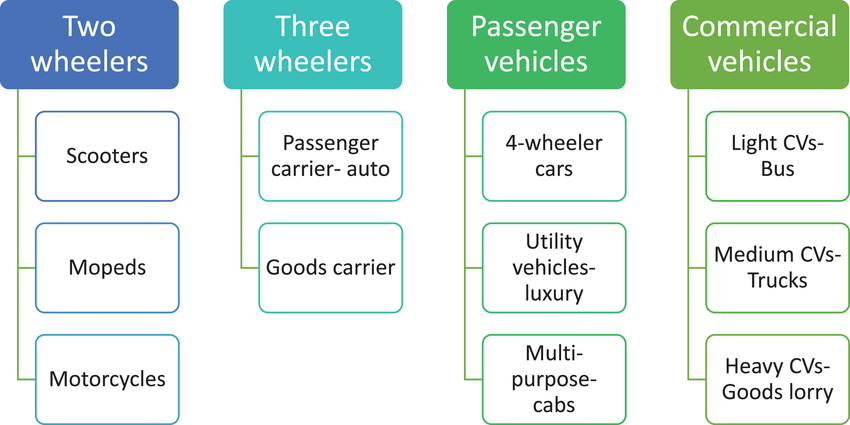 Two
wheelers
Scooters
Mopeds
Motorcycles
Three
wheelers
Passenger
carrier- auto
Goods carrier
Passenger
vehicles
4-wheeler
cars
Utility
vehicles-
luxury
Multi-
purpose-
cabs
Commercial
vehicles
Light CVs-
Bus
Medium CVs-
Trucks
Heavy CVs-
Goods lorry